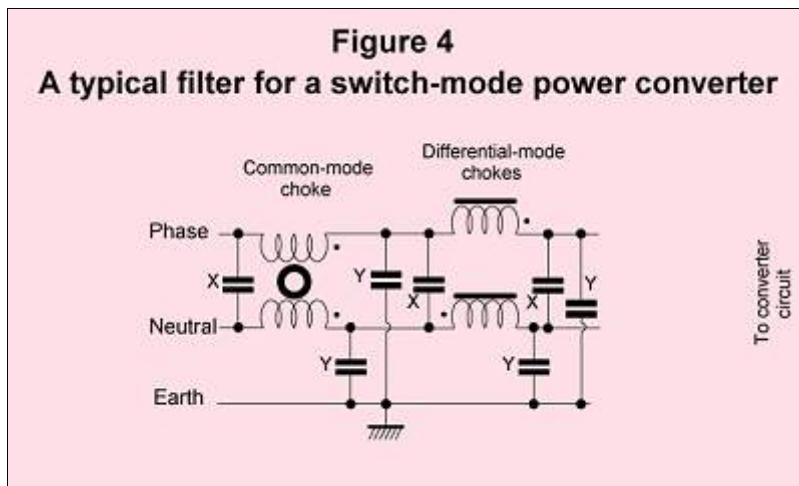 Figure 4
A typical filter for a switch-mode power converter
Common-mode
choke
Differential-mode
chokes
Phase
X
Y
X
X
Y
Neutral
Y
Y
Earth
To converter
circuit